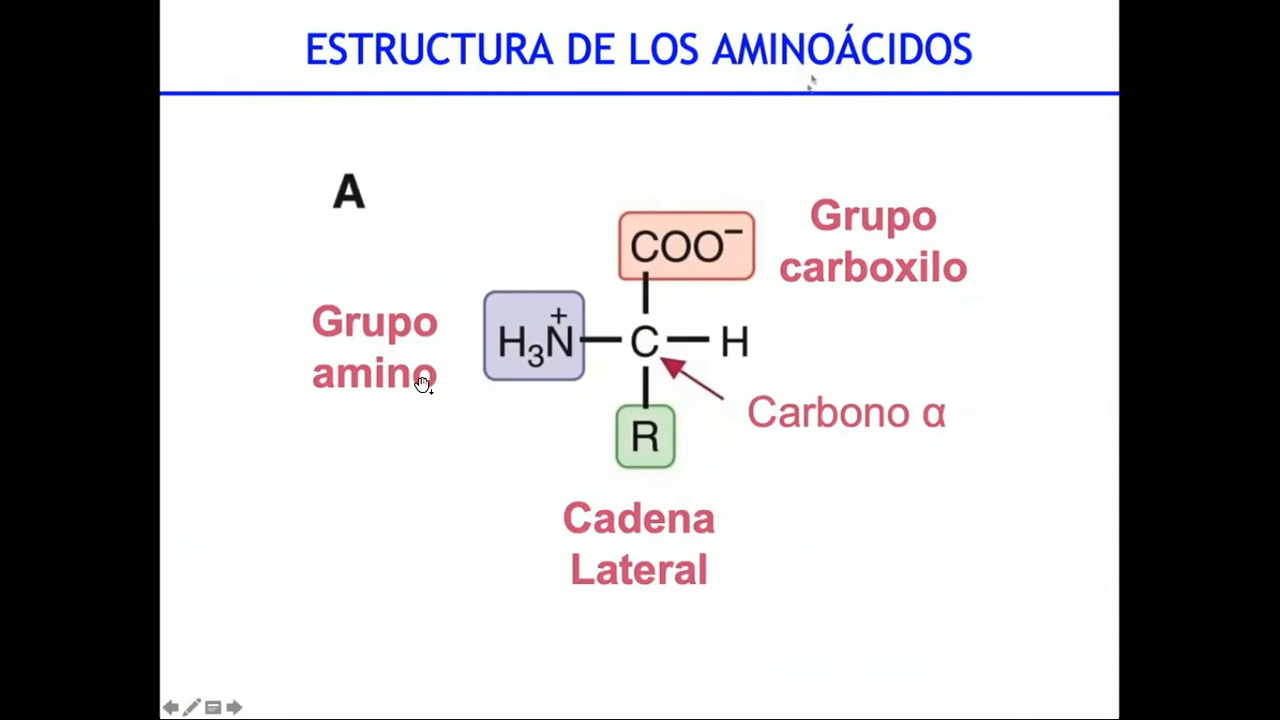 ESTRUCTURA DE LOS AMINOÁCIDOS
A
Grupo
carboxilo
COO⁻
Grupo
amino
H₃N⁺—C—H
Carbono α
R
Cadena
Lateral